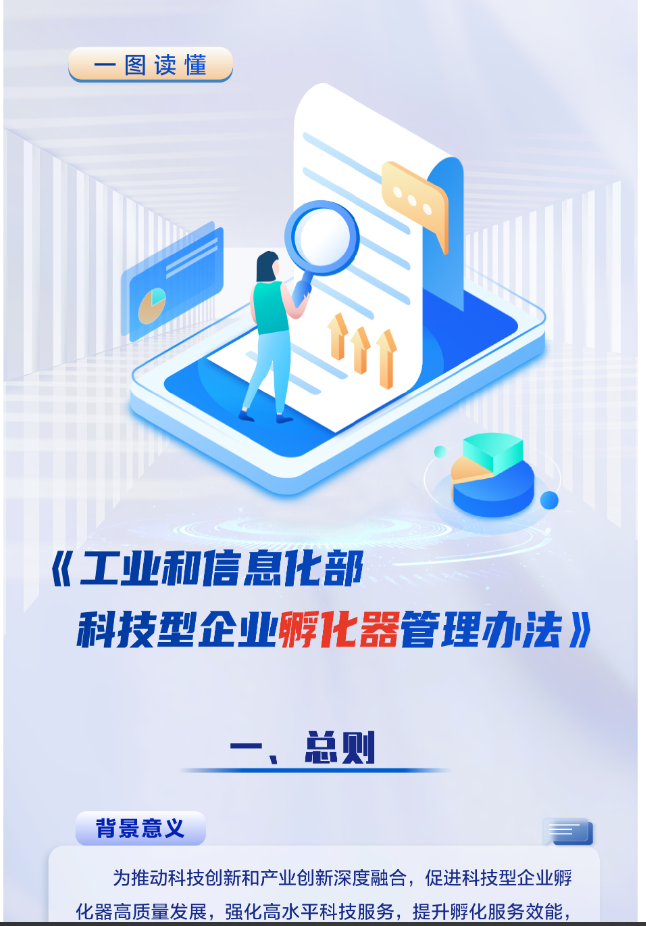 一图读懂
《工业和信息化部
科技型企业孵化器管理办法》
一、总则
背景意义
为推动科技创新和产业创新深度融合，促进科技型企业孵
化器高质量发展，强化高水平科技服务，提升孵化服务效能，